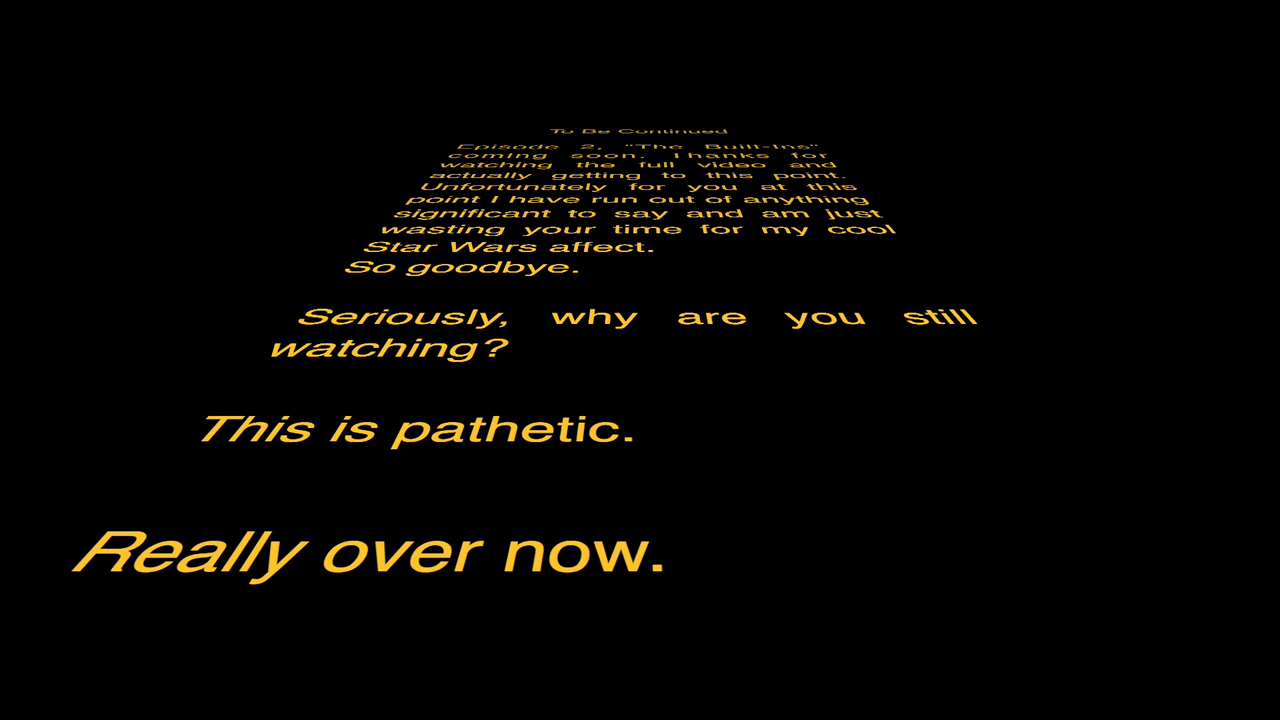 To Be Continued
Episode 2, "The Built-Ins"
coming soon. Thanks for
watching the full video and
actually getting to this point.
Unfortunately for you at this
point I have run out of anything
significant to say and am just
wasting your time for my cool
Star Wars affect.
So goodbye.
Seriously, why are you still
watching?
This is pathetic.
Really over now.